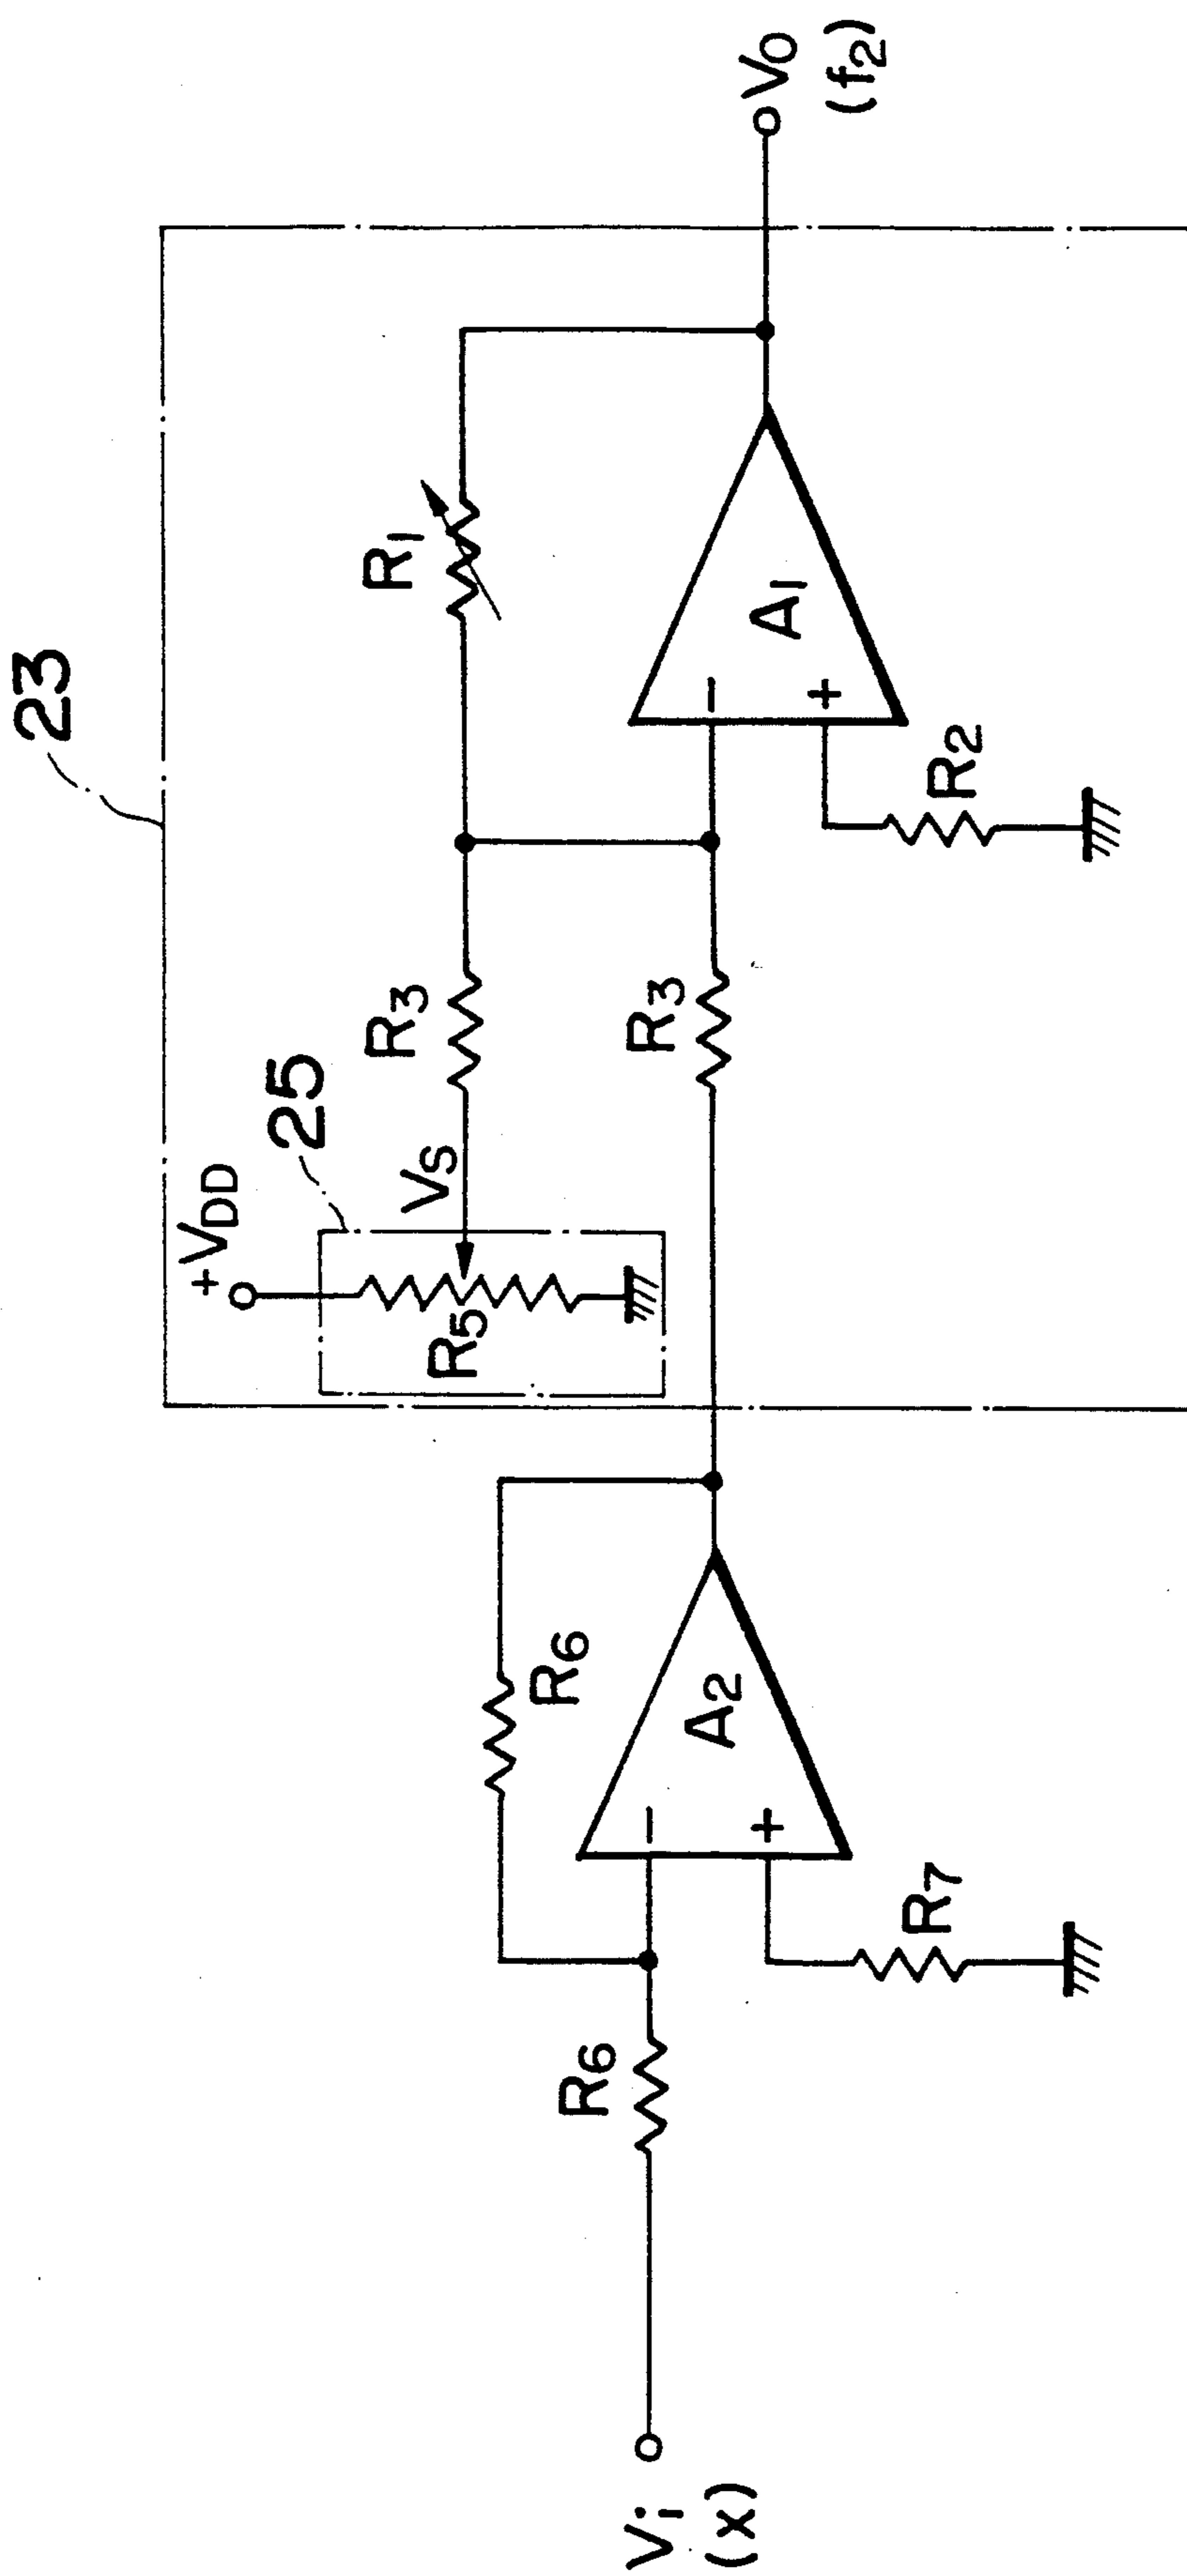 23
25
+VDD
VS
R5
R3
R1
R3
−
+
A1
R2
VO
(f2)
R6
R6
−
+
A2
R7
Vi
(x)